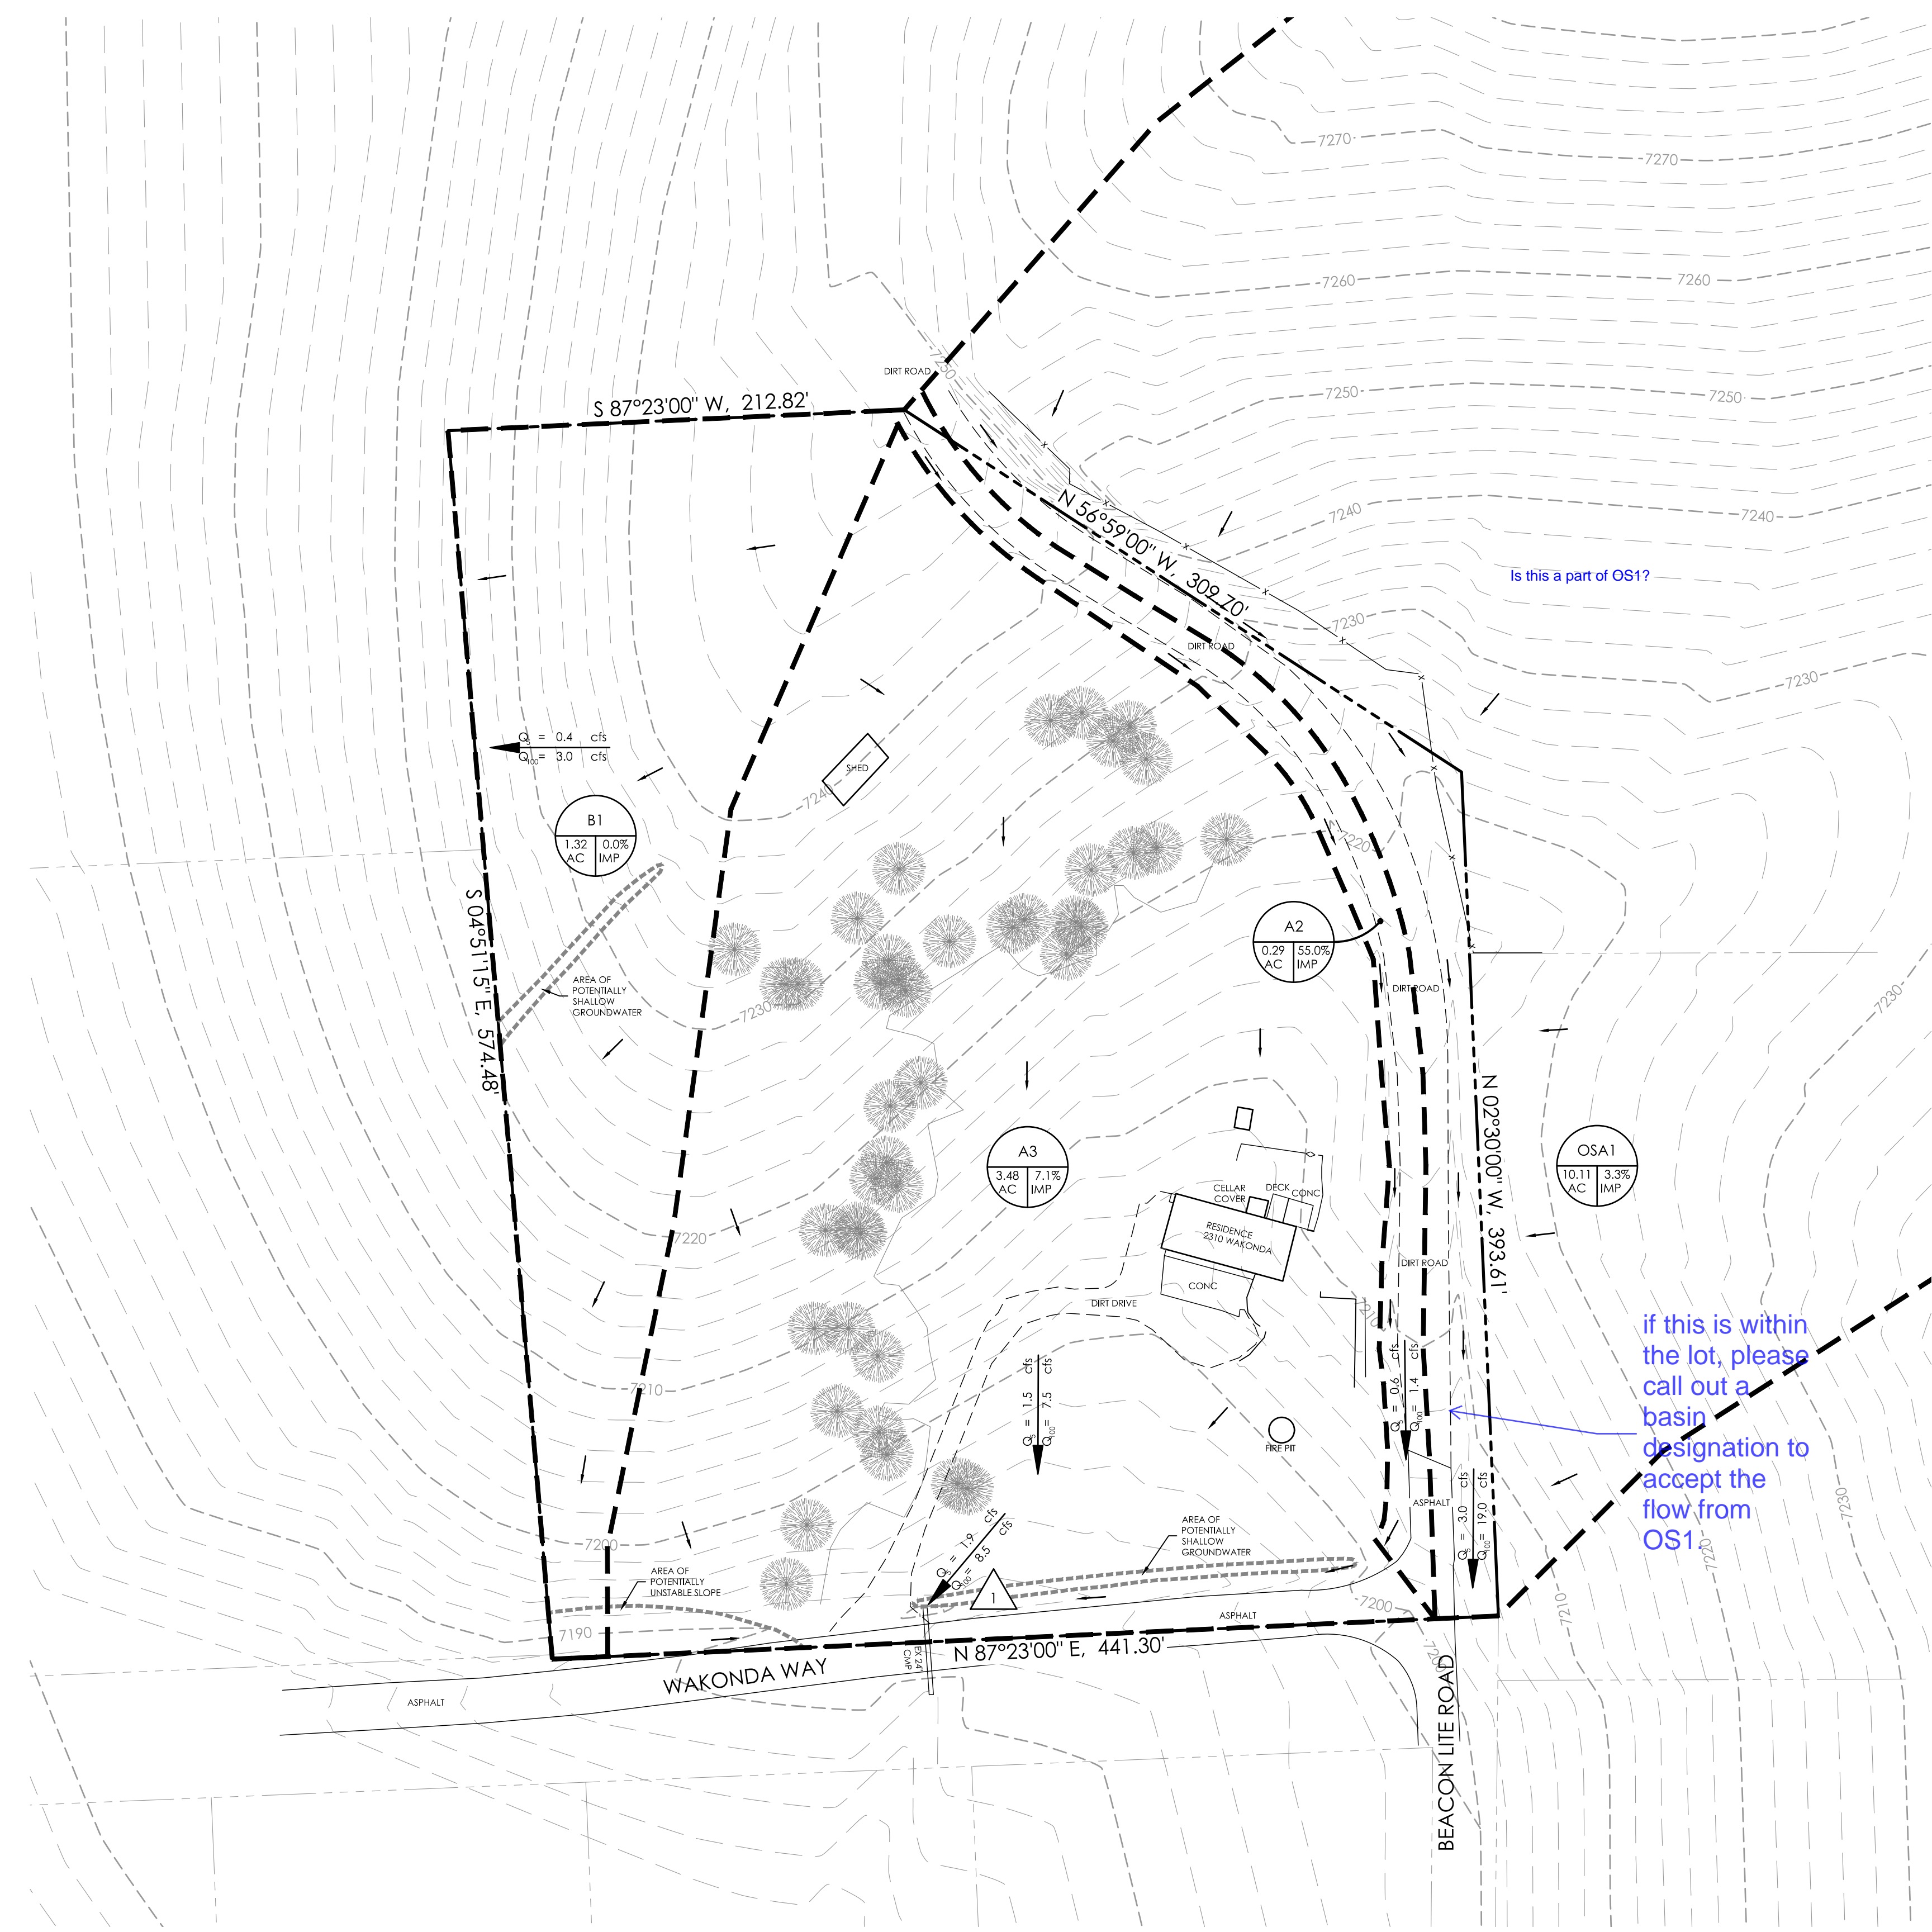 7270
7270
7260
7260
7250
DIRT ROAD
S 87°23'00" W, 212.82'
7250
7250
7240
7240
N 56°59'00" W, 309.70'
Is this a part of OS1?
7230
DIRT ROAD
7230
Q5 = 0.4 cfs
Q100 = 3.0 cfs
SHED
7240
B1
1.32 AC
0.0% IMP
7220
S 04°51'15" E, 574.48'
A2
0.29 AC
55.0% IMP
AREA OF
POTENTIALLY
SHALLOW
GROUNDWATER
7230
DIRT ROAD
7230
N 02°30'00" W, 393.61'
A3
3.48 AC
7.1% IMP
OSA1
10.11 AC
3.3% IMP
CELLAR
COVER
DECK
CONC
RESIDENCE
2310 WAKONDA
7220
DIRT ROAD
CONC
DIRT DRIVE
7210
if this is within
the lot, please
call out a
basin
designation to
accept the
flow from
OS1.
7210
Q5 = 1.5 cfs
Q100 = 7.5 cfs
Q5 = 0.6 cfs
Q100 = 1.4 cfs
FIRE PIT
ASPHALT
Q5 = 3.0 cfs
Q100 = 19.0 cfs
7230
7220
7200
Q5 = 1.9 cfs
Q100 = 8.5 cfs
AREA OF
POTENTIALLY
SHALLOW
GROUNDWATER
AREA OF
POTENTIALLY
UNSTABLE SLOPE
1
7200
7210
ASPHALT
7190
EX 24"
CMP
N 87°23'00" E, 441.30'
7200
WAKONDA WAY
ASPHALT
BEACON LITE ROAD